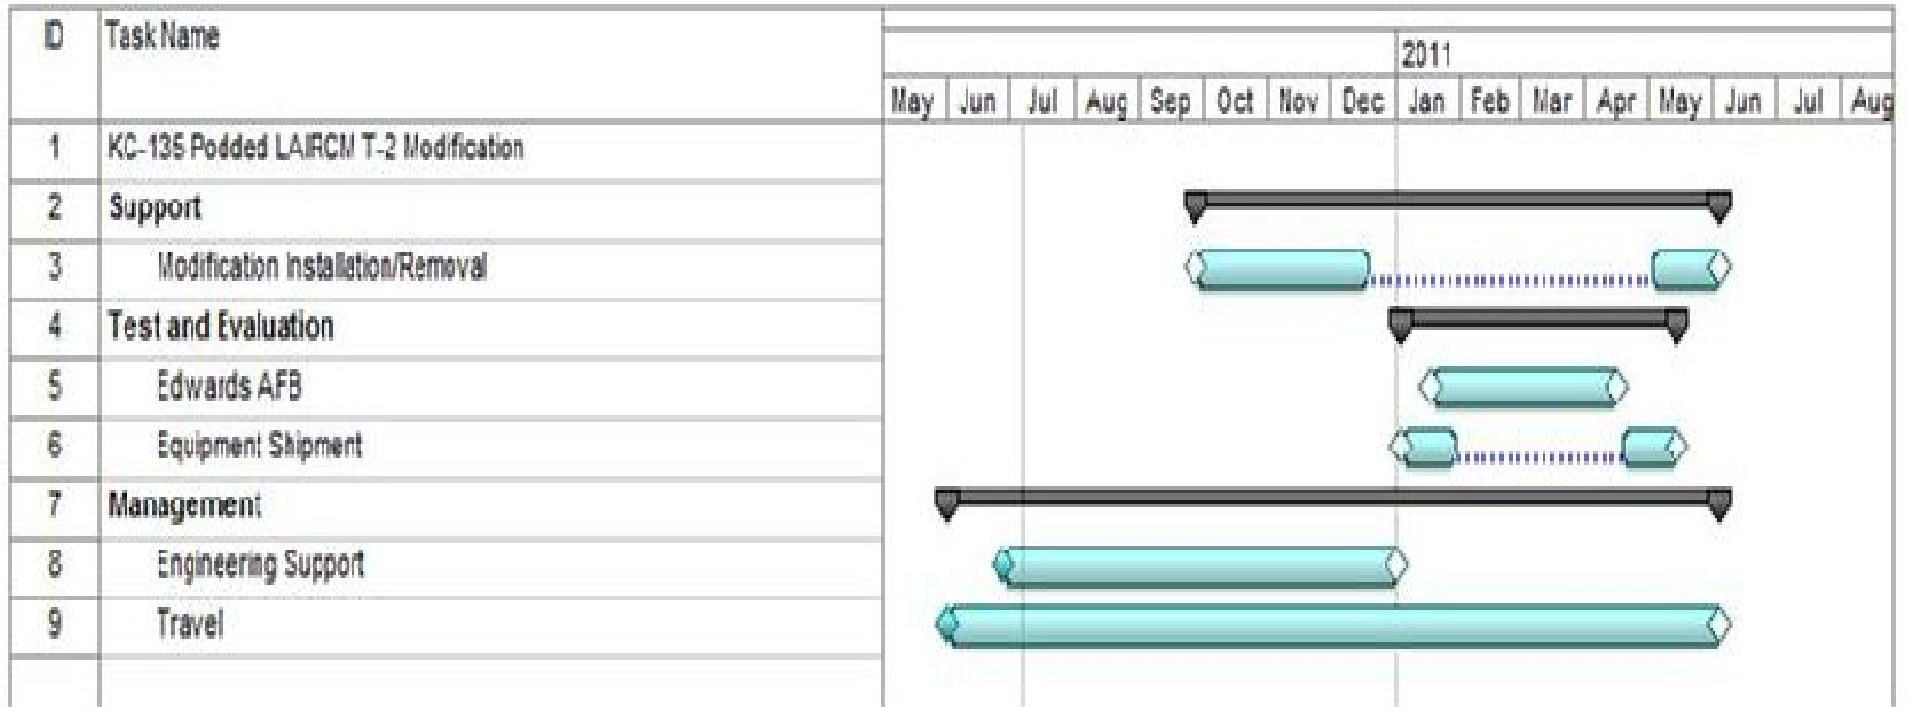 ID Task Name
2011
May Jun Jul Aug Sep Oct Nov Dec Jan Feb Mar Apr May Jun Jul Aug
1 KC-135 Podded LAIRCM T-2 Modification
2 Support
3 Modification Installation/Removal
4 Test and Evaluation
5 Edwards AFB
6 Equipment Shipment
7 Management
8 Engineering Support
9 Travel